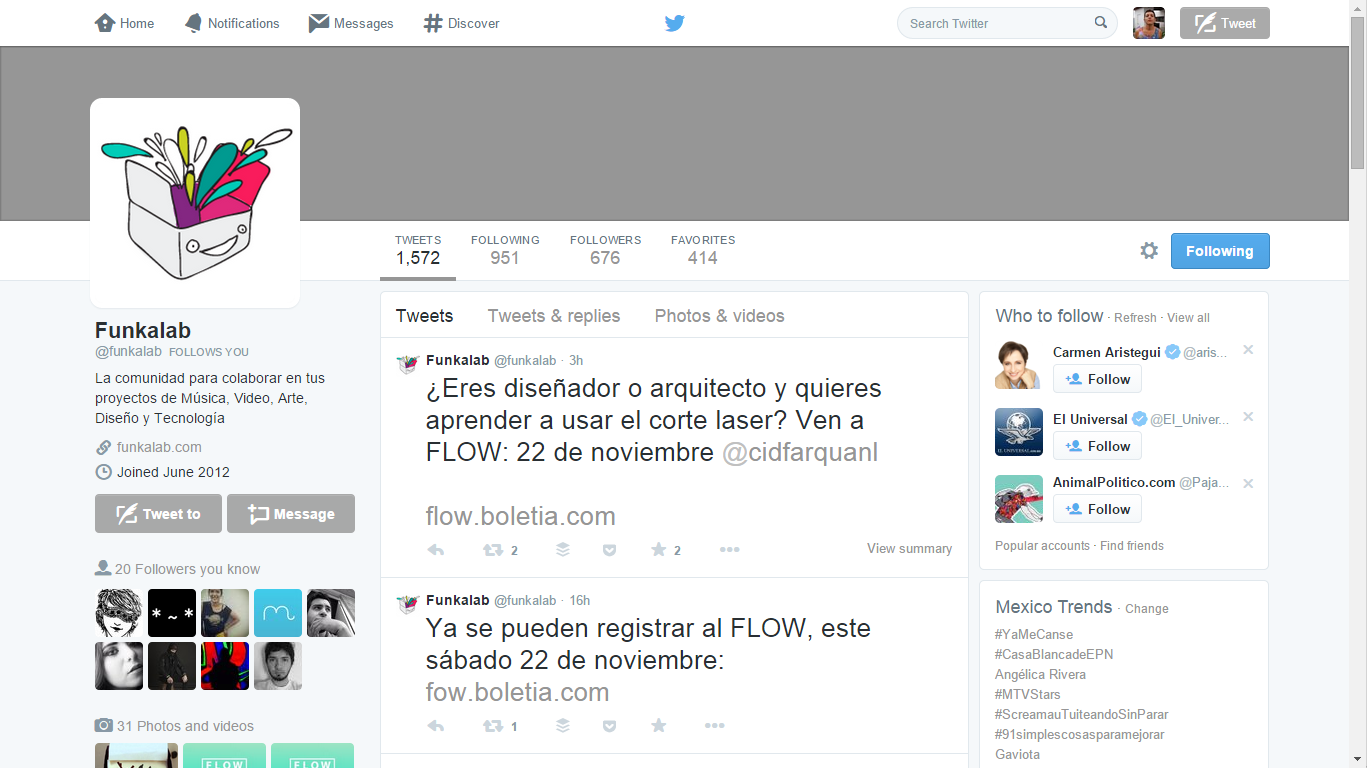 Home Notifications Messages Discover Search Twitter Tweet
TWEETS FOLLOWING FOLLOWERS FAVORITES
1,572 951 676 414
Following
Funkalab
@funkalab FOLLOWS YOU
La comunidad para colaborar en tus
proyectos de Música, Video, Arte,
Diseño y Tecnología
funkalab.com
Joined June 2012
Tweet to Message
20 Followers you know
* ~ *
31 Photos and videos
FLOW FLOW
Tweets Tweets & replies Photos & videos
Funkalab @funkalab · 3h
¿Eres diseñador o arquitecto y quieres
aprender a usar el corte laser? Ven a
FLOW: 22 de noviembre @cidfarquanl
flow.boletia.com
2 2 View summary
Funkalab @funkalab · 16h
Ya se pueden registrar al FLOW, este
sábado 22 de noviembre:
fow.boletia.com
1
Who to follow · Refresh · View all
Carmen Aristegui @aris...
Follow
El Universal @El_Univer...
Follow
EL UNIVERSAL
AnimalPolitico.com @Paja...
Follow
Popular accounts · Find friends
Mexico Trends · Change
#YaMeCanse
#CasaBlancadeEPN
Angélica Rivera
#MTVStars
#ScreamauTuiteandoSinParar
#91simplescosasparamejorar
Gaviota